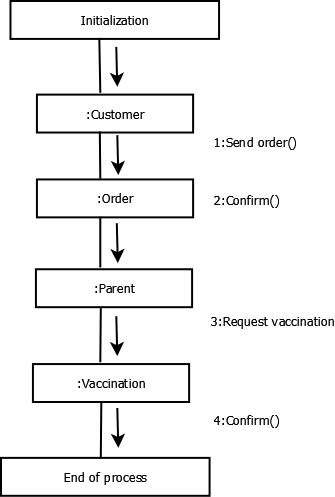 Initialization
:Customer
1:Send order()
:Order
2:Confirm()
:Parent
3:Request vaccination
:Vaccination
4:Confirm()
End of process